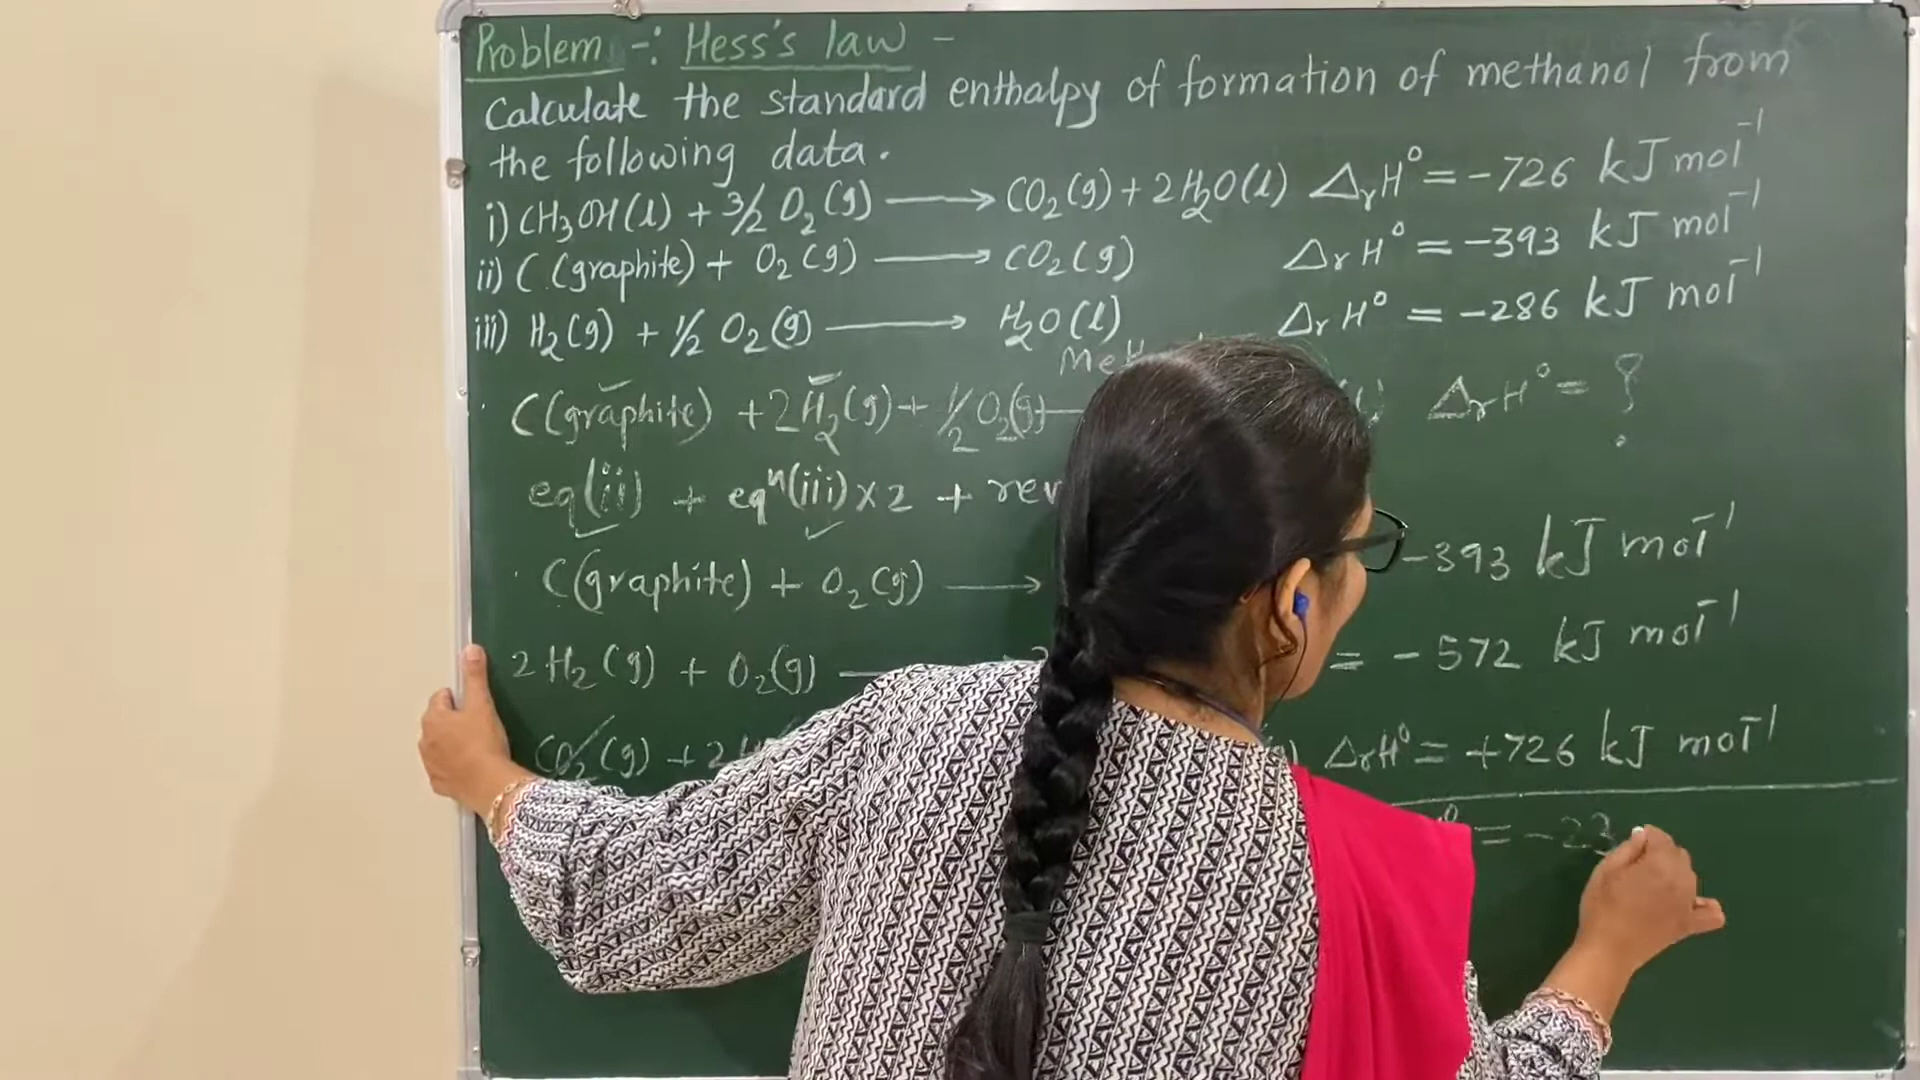 Problem -: Hess's law -
Calculate the standard enthalpy of formation of methanol from
the following data.
i) CH₃OH(l) + 3/2 O₂(g) ⟶ CO₂(g) + 2H₂O(l) ΔrH° = -726 kJ mol⁻¹
ii) C (graphite) + O₂(g) ⟶ CO₂(g) ΔrH° = -393 kJ mol⁻¹
iii) H₂(g) + 1/2 O₂(g) ⟶ H₂O(l) ΔrH° = -286 kJ mol⁻¹
C(graphite) + 2H₂(g) + 1/2 O₂(g) ΔrH° = ?
eq(ii) + eqⁿ(iii) × 2 +
C(graphite) + O₂(g) ⟶ -393 kJ mol⁻¹
2H₂(g) + O₂(g) = -572 kJ mol⁻¹
CO₂(g) + 2 ΔrH° = +726 kJ mol⁻¹
° = -23